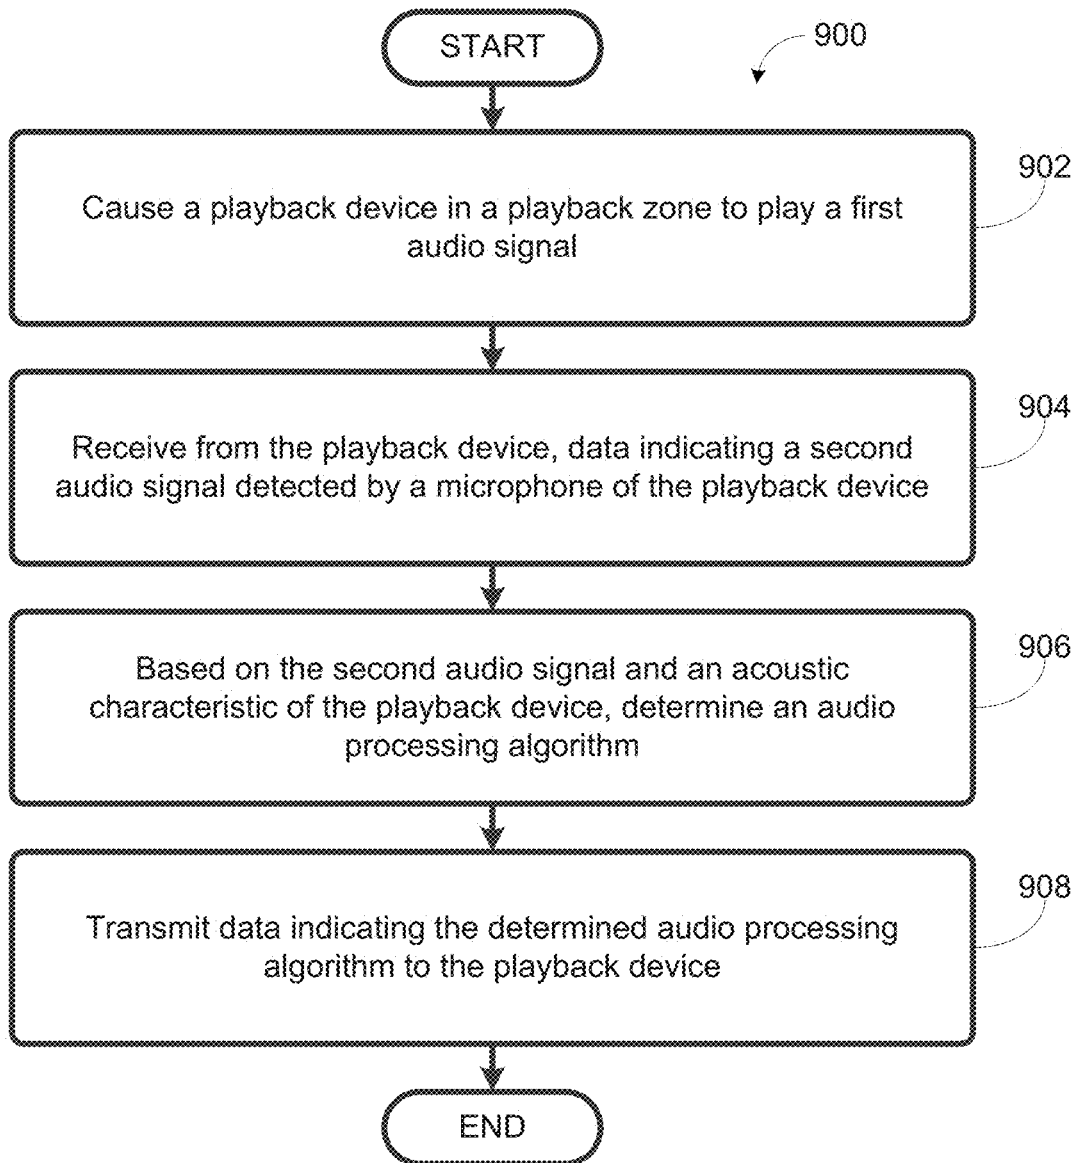 START
900
Cause a playback device in a playback zone to play a first
audio signal
902
Receive from the playback device, data indicating a second
audio signal detected by a microphone of the playback device
904
Based on the second audio signal and an acoustic
characteristic of the playback device, determine an audio
processing algorithm
906
Transmit data indicating the determined audio processing
algorithm to the playback device
908
END